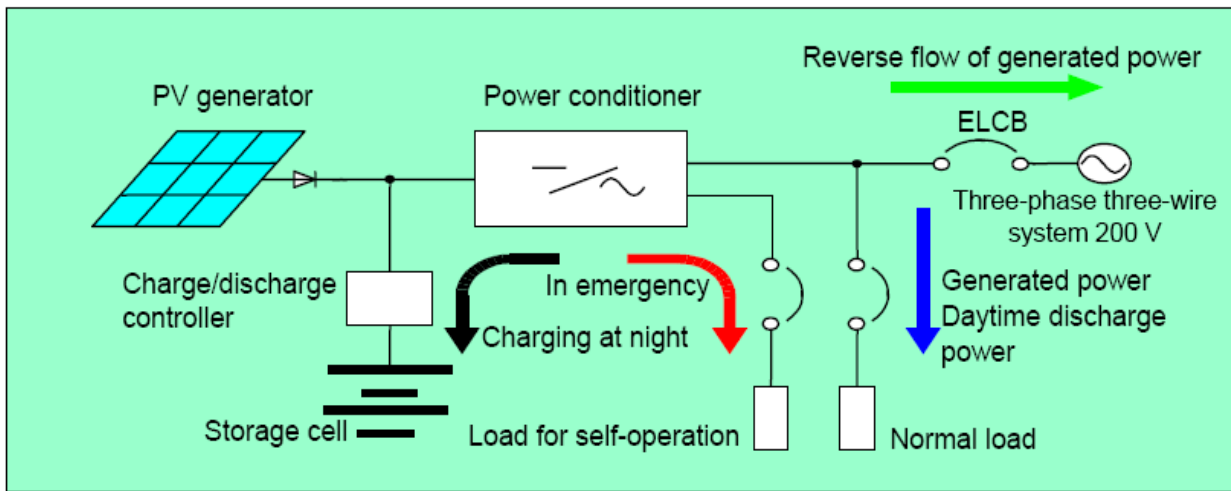 Reverse flow of generated power
PV generator
Power conditioner
ELCB
Three-phase three-wire
system 200 V
Charge/discharge
controller
In emergency
Generated power
Daytime discharge
power
Charging at night
Storage cell
Load for self-operation
Normal load